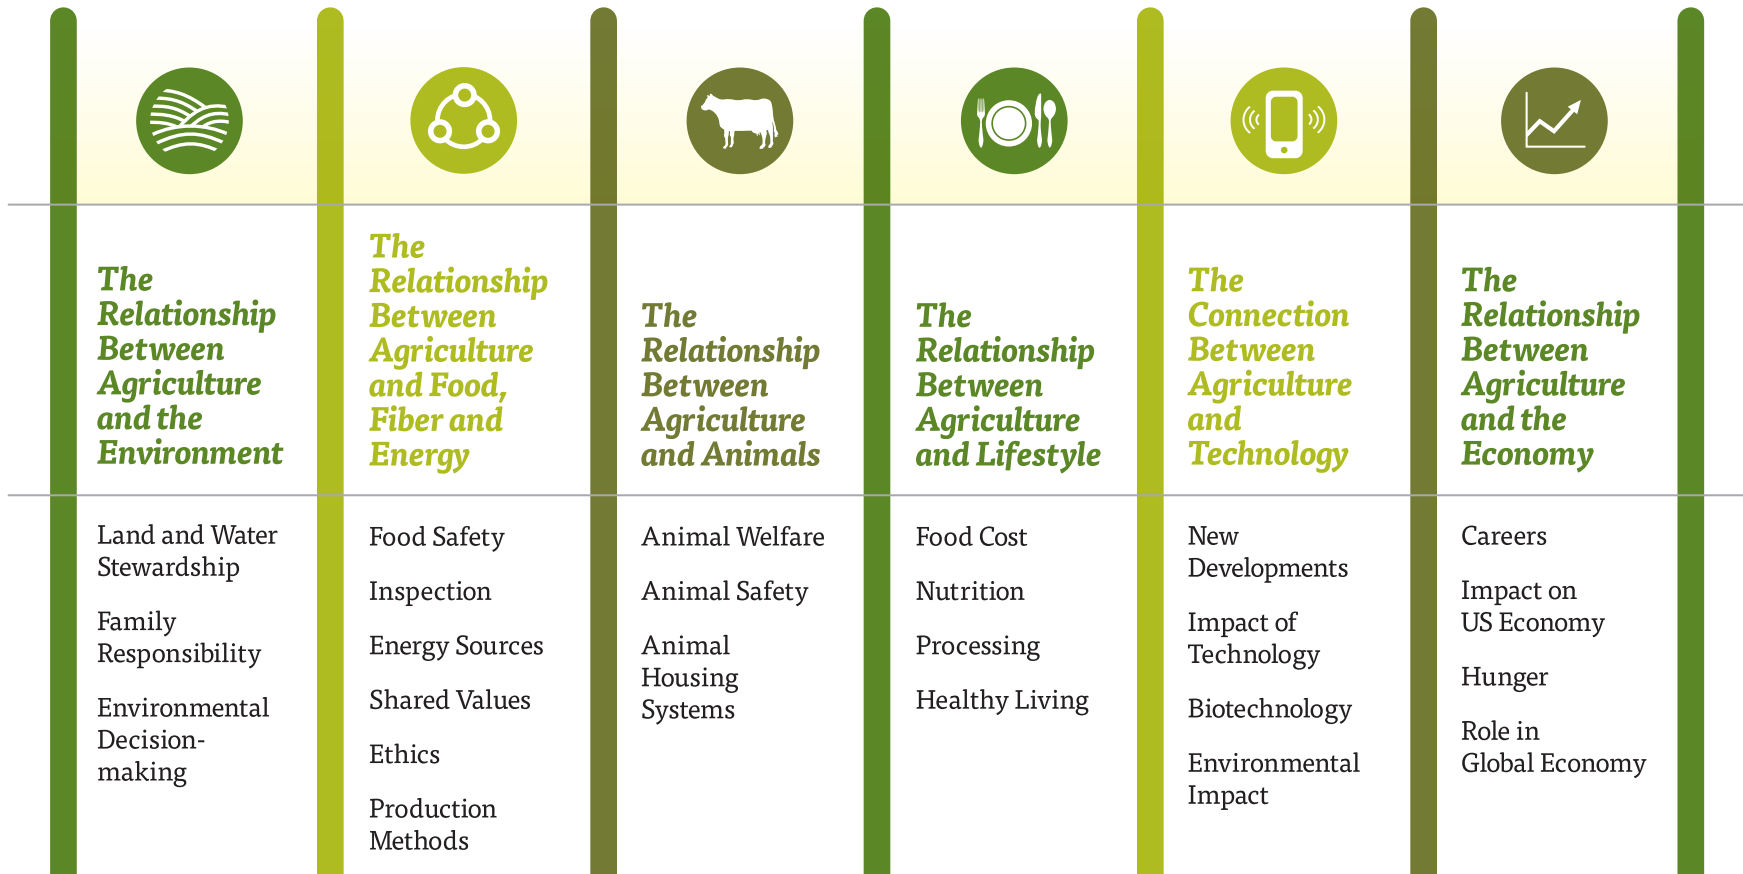 The
Relationship
Between
Agriculture
and the
Environment
The
Relationship
Between
Agriculture
and Food,
Fiber and
Energy
The
Relationship
Between
Agriculture
and Animals
The
Relationship
Between
Agriculture
and Lifestyle
The
Connection
Between
Agriculture
and
Technology
The
Relationship
Between
Agriculture
and the
Economy
Land and Water
Stewardship
Family
Responsibility
Environmental
Decision-
making
Food Safety
Inspection
Energy Sources
Shared Values
Ethics
Production
Methods
Animal Welfare
Animal Safety
Animal
Housing
Systems
Food Cost
Nutrition
Processing
Healthy Living
New
Developments
Impact of
Technology
Biotechnology
Environmental
Impact
Careers
Impact on
US Economy
Hunger
Role in
Global Economy